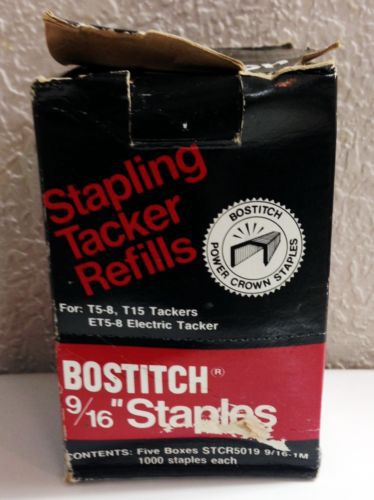 Stapling
Tacker
Refills
BOSTITCH
POWER CROWN STAPLES
For: T5-8, T15 Tackers
ET5-8 Electric Tacker
BOSTITCH®
9/16" Staples
CONTENTS: Five Boxes STCR5019 9/16-1M
1000 staples each